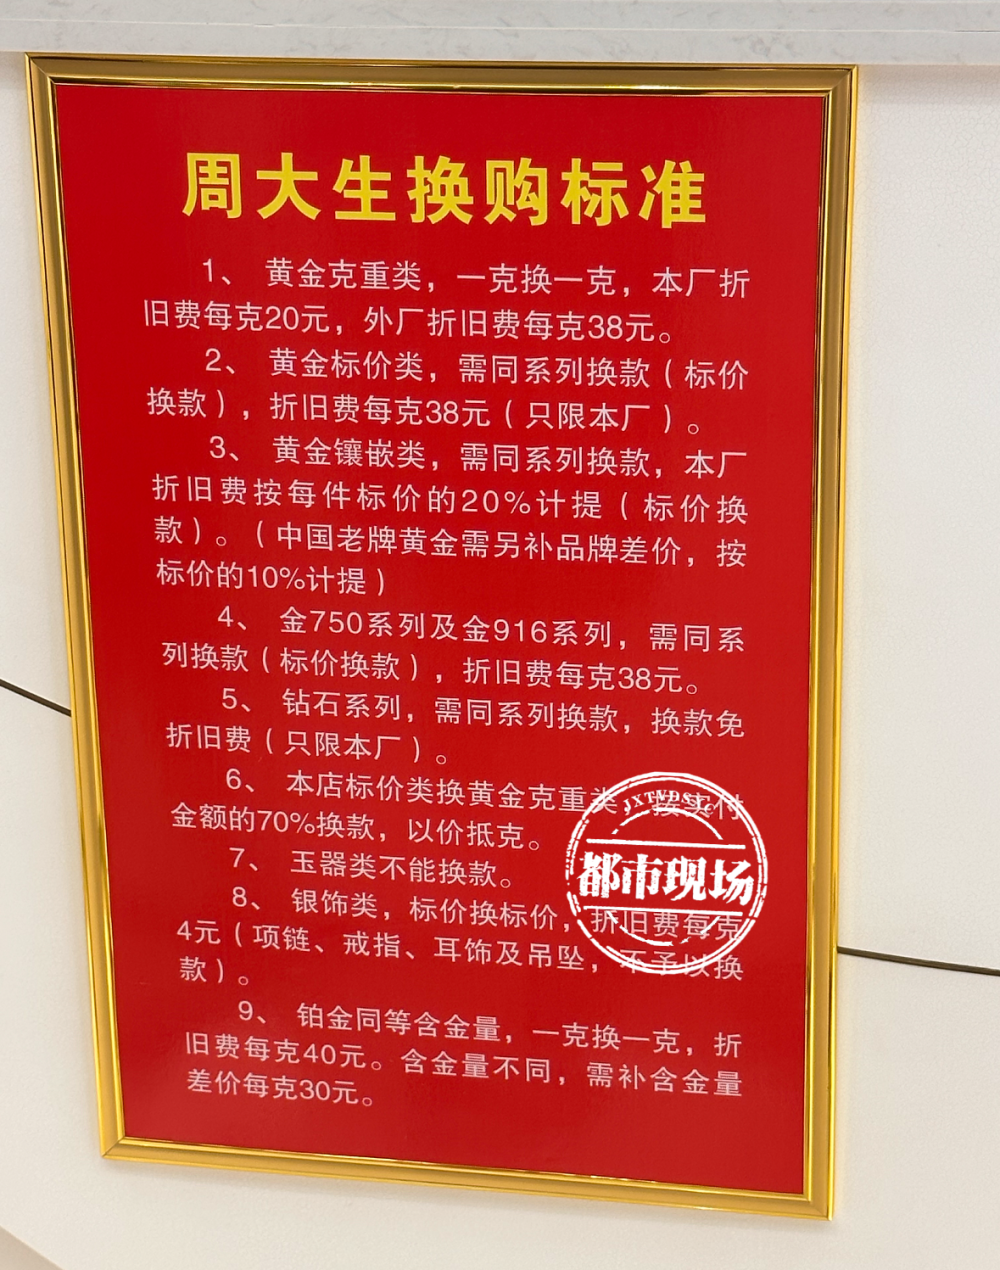 周大生换购标准
1、 黄金克重类，一克换一克，本厂折
旧费每克20元，外厂折旧费每克38元。
2、 黄金标价类，需同系列换款（标价
换款），折旧费每克38元（只限本厂）。
3、 黄金镶嵌类，需同系列换款，本厂
折旧费按每件标价的20%计提（标价换
款）。（中国老牌黄金需另补品牌差价，按
标价的10%计提）
4、 金750系列及金916系列，需同系
列换款（标价换款），折旧费每克38元。
5、 钻石系列，需同系列换款，换款免
折旧费（只限本厂）。
6、 本店标价类换黄金克重类，按实付
金额的70%换款，以价抵克。
7、 玉器类不能换款。
8、 银饰类，标价换标价，折旧费每克
4元（项链、戒指、耳饰及吊坠，不予以换
款）。
9、 铂金同等含金量，一克换一克，折
旧费每克40元。含金量不同，需补含金量
差价每克30元。
JXTVDSXC
都市现场